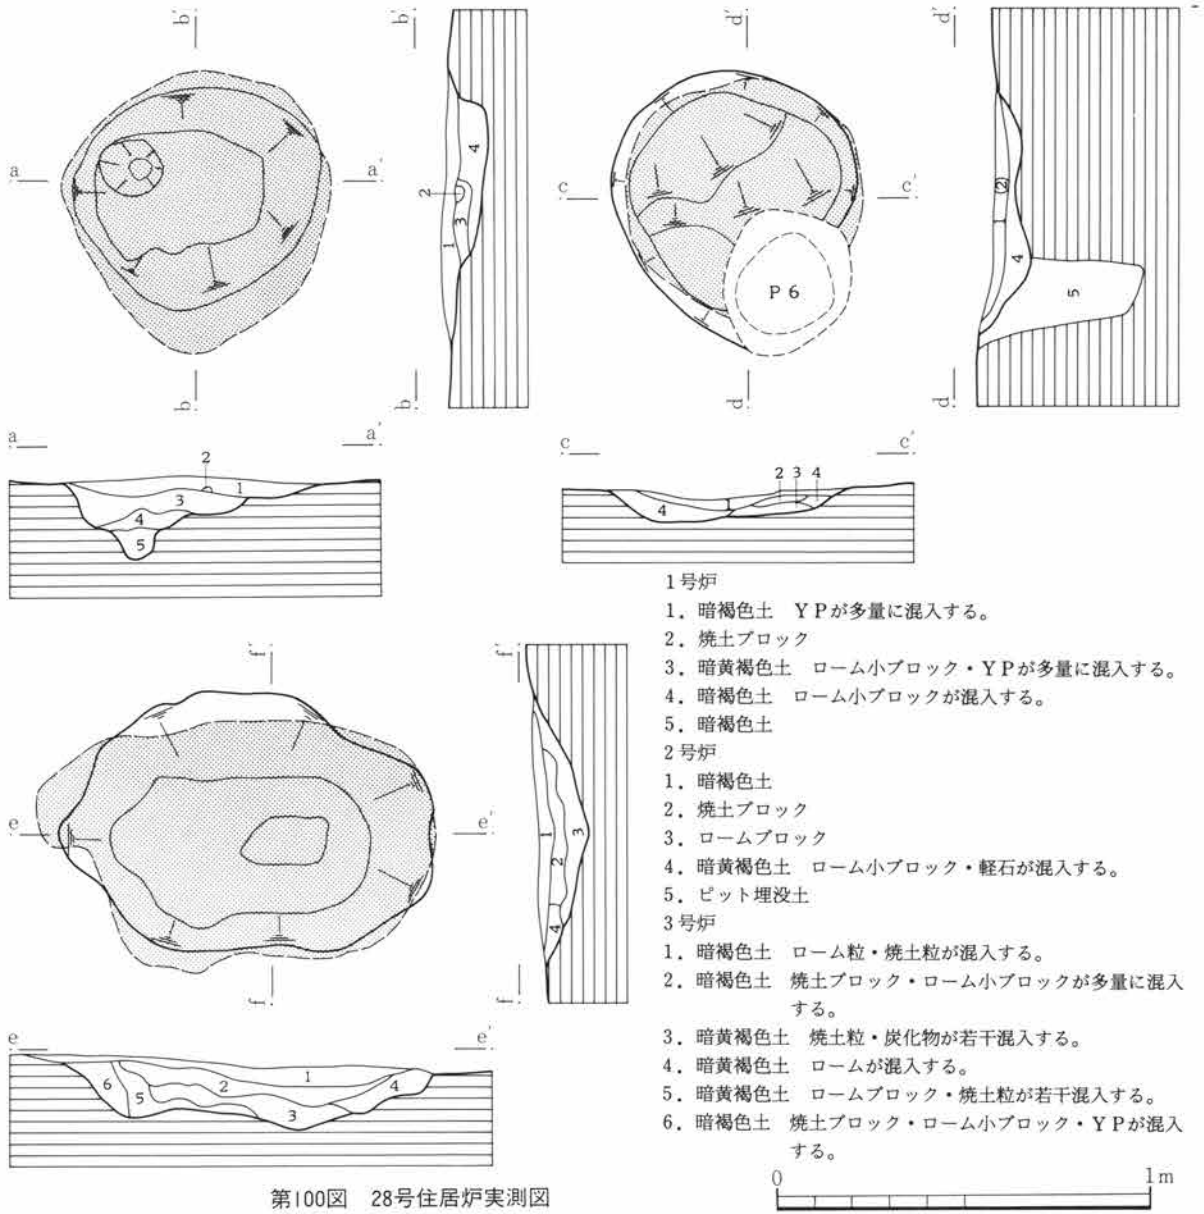 b′
b′
d′
d′
a
a′
4
2
3
1
c
c′
P 6
2
1
4
5
b
b
d
d
a
a′
2
1
3
4
5
c
c′
2 3 4
1
4
1号炉
1．暗褐色土　YPが多量に混入する。
2．焼土ブロック
3．暗黄褐色土　ローム小ブロック・YPが多量に混入する。
4．暗褐色土　ローム小ブロックが混入する。
5．暗褐色土
2号炉
1．暗褐色土
2．焼土ブロック
3．ロームブロック
4．暗黄褐色土　ローム小ブロック・軽石が混入する。
5．ピット埋没土
3号炉
1．暗褐色土　ローム粒・焼土粒が混入する。
2．暗褐色土　焼土ブロック・ローム小ブロックが多量に混入
する。
3．暗黄褐色土　焼土粒・炭化物が若干混入する。
4．暗黄褐色土　ロームが混入する。
5．暗黄褐色土　ロームブロック・焼土粒が若干混入する。
6．暗褐色土　焼土ブロック・ローム小ブロック・YPが混入
する。
f′
f′
e
e′
1
2
3
4
f
f
e
e′
1
2
3
4
5
6
0
1m
第100図　28号住居炉実測図